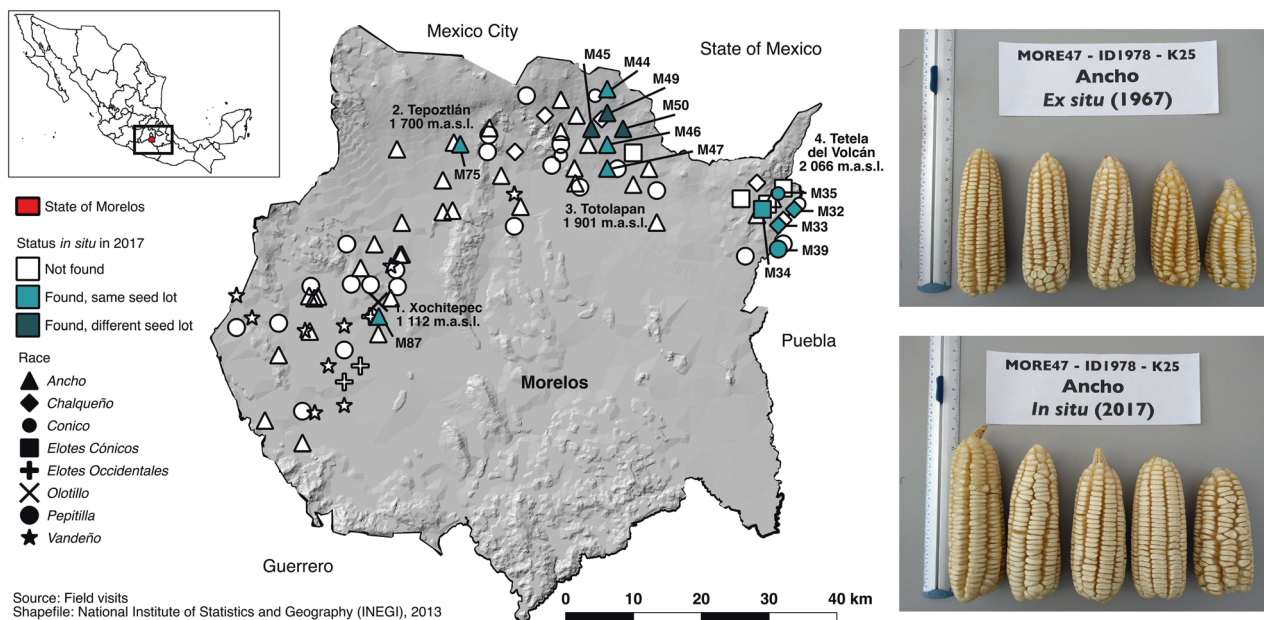 Mexico City
State of Mexico
M45
M44
M49
M50
M46
M47
2. Tepoztlán
1 700 m.a.s.l.
M75
3. Totolapan
1 901 m.a.s.l.
4. Tetela
del Volcán
2 066 m.a.s.l.
M35
M32
M33
M39
M34
1. Xochitepec
1 112 m.a.s.l.
M87
Morelos
Puebla
Guerrero
State of Morelos
Status in situ in 2017
Not found
Found, same seed lot
Found, different seed lot
Race
Ancho
Chalqueño
Conico
Elotes Cónicos
Elotes Occidentales
Olotillo
Pepitilla
Vandeño
Source: Field visits
Shapefile: National Institute of Statistics and Geography (INEGI), 2013
0 10 20 30 40 km
MORE47 - ID1978 - K25
Ancho
Ex situ (1967)
MORE47 - ID1978 - K25
Ancho
In situ (2017)